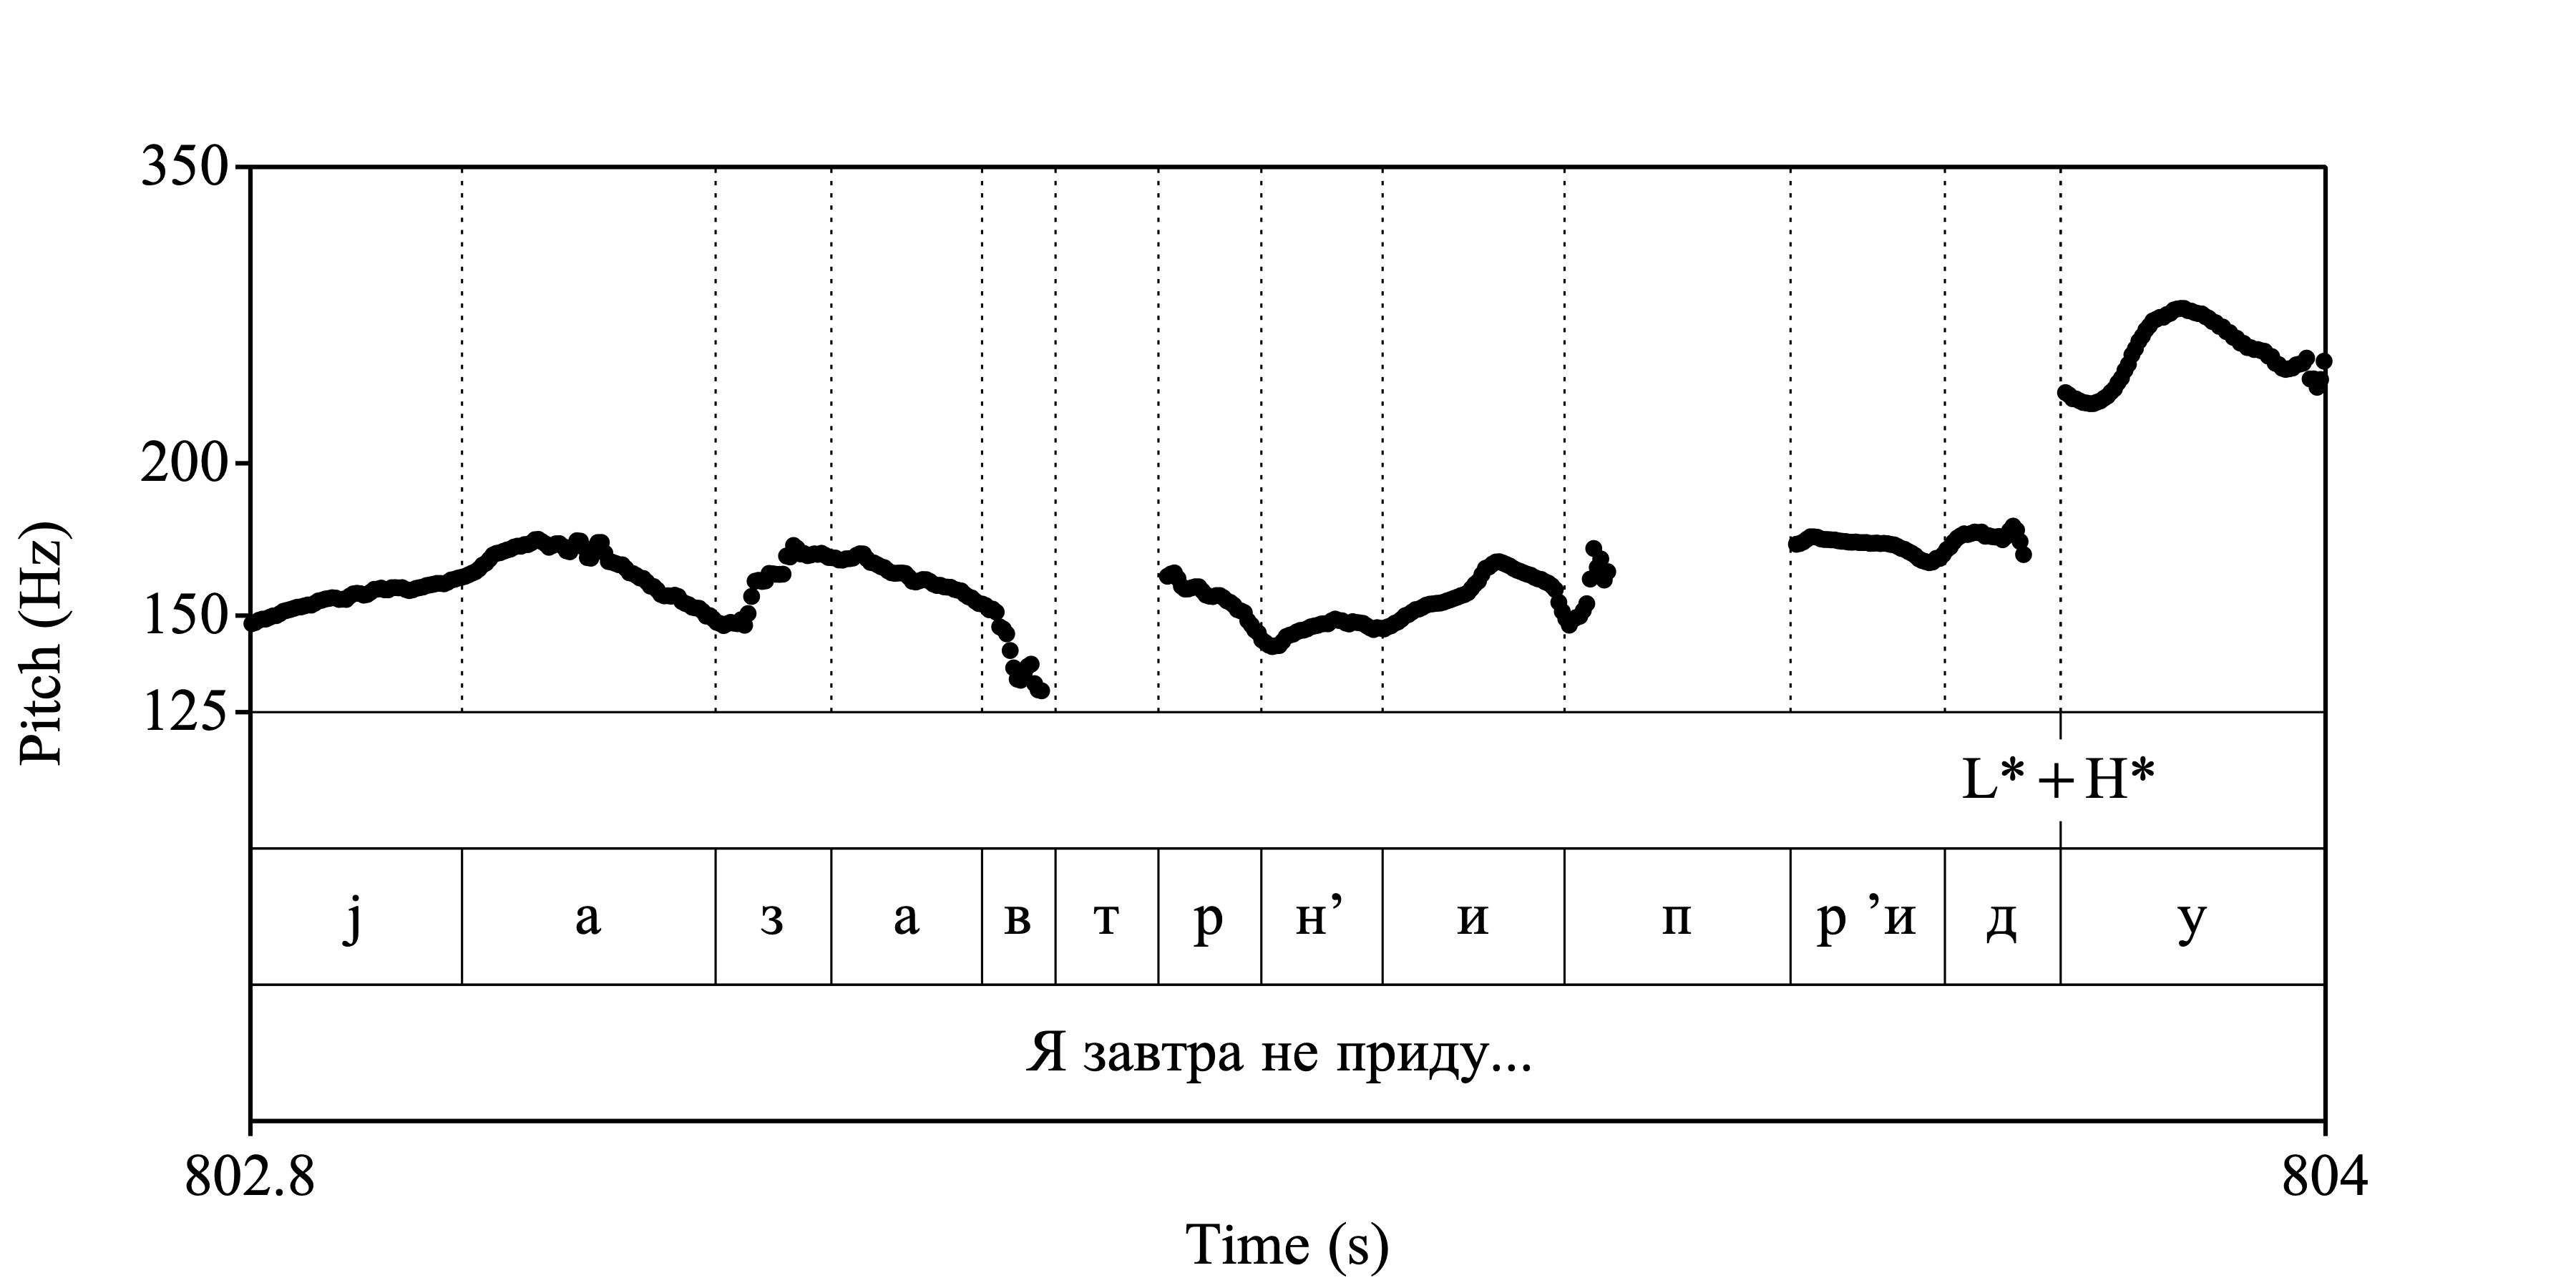 350
200
150
125
Pitch (Hz)
L* + H*
j а з а в т р н’ и п р ’и д у
Я завтра не приду...
802.8 804
Time (s)